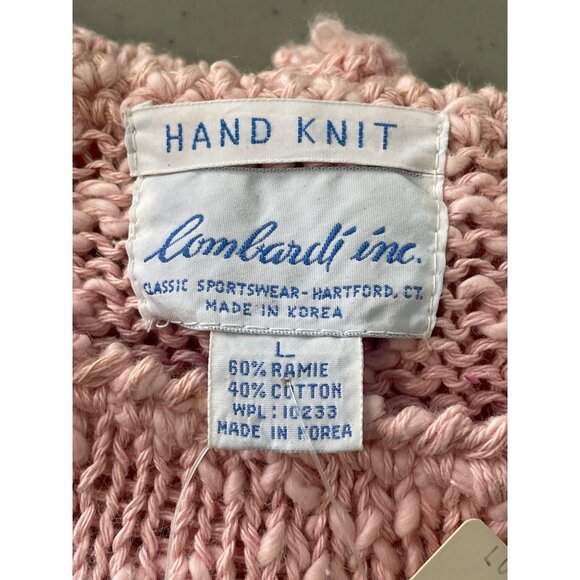 HAND KNIT
Lombardi inc.
CLASSIC SPORTSWEAR-HARTFORD, CT.
MADE IN KOREA
L
60% RAMIE
40% COTTON
WPL: 10233
MADE IN KOREA